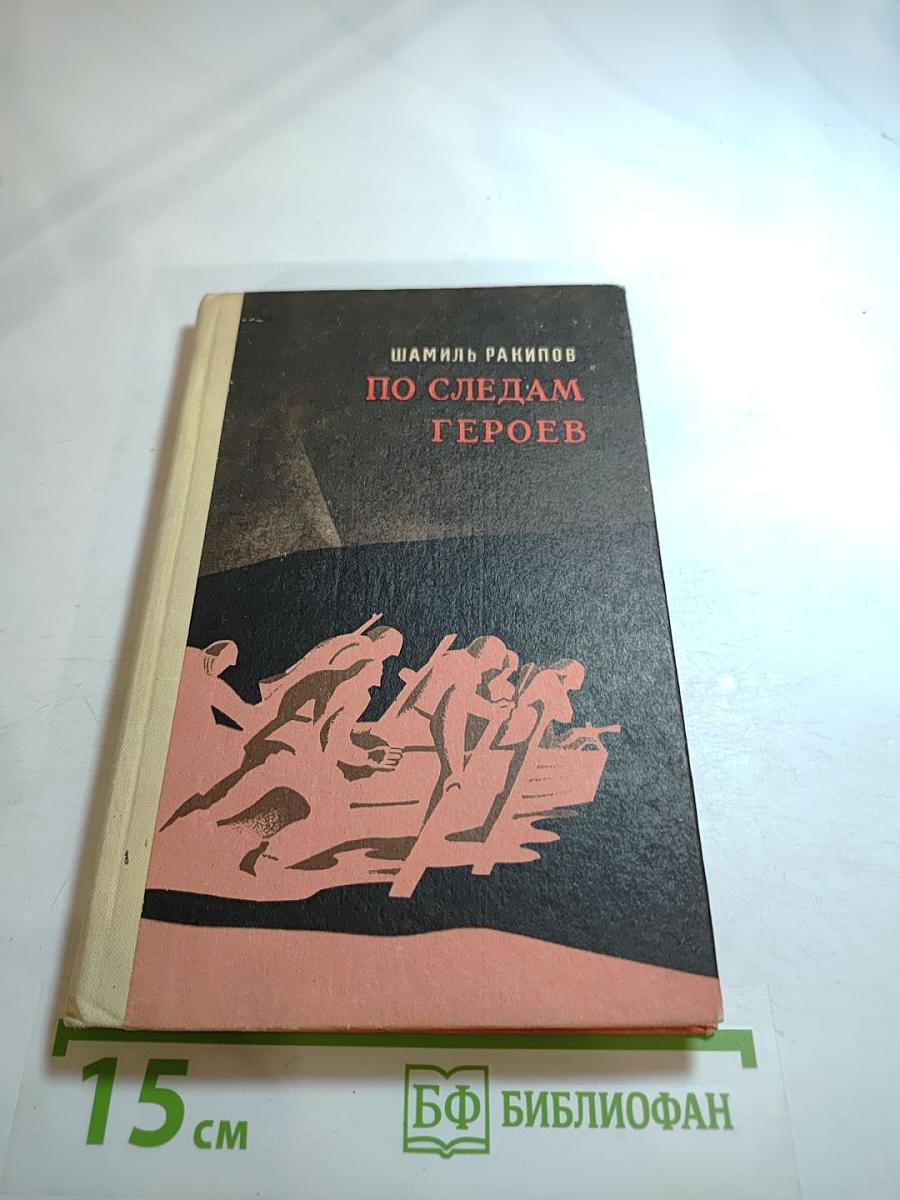 ШАМИЛЬ РАКИПОВ
ПО СЛЕДАМ
ГЕРОЕВ
15 см
БФ БИБЛИОФАН